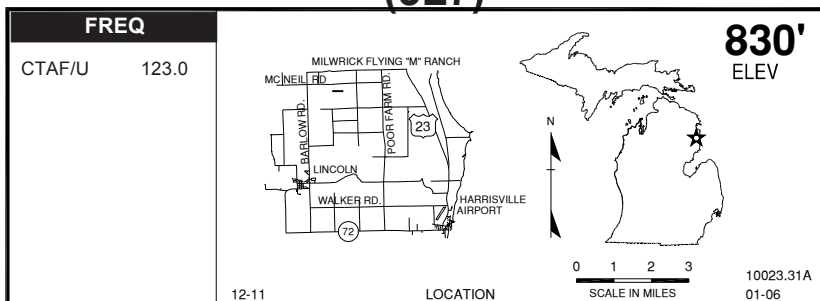 FREQ
CTAF/U 123.0
MILWRICK FLYING "M" RANCH
MC NEIL RD
BARLOW RD.
POOR FARM RD.
23
LINCOLN
WALKER RD.
HARRISVILLE
AIRPORT
72
12-11
LOCATION
N
830'
ELEV
0 1 2 3
SCALE IN MILES
10023.31A
01-06